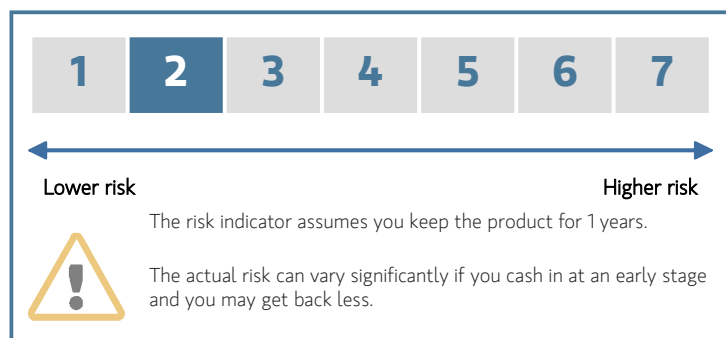 1 2 3 4 5 6 7
Lower risk Higher risk
The risk indicator assumes you keep the product for 1 years.
The actual risk can vary significantly if you cash in at an early stage
and you may get back less.